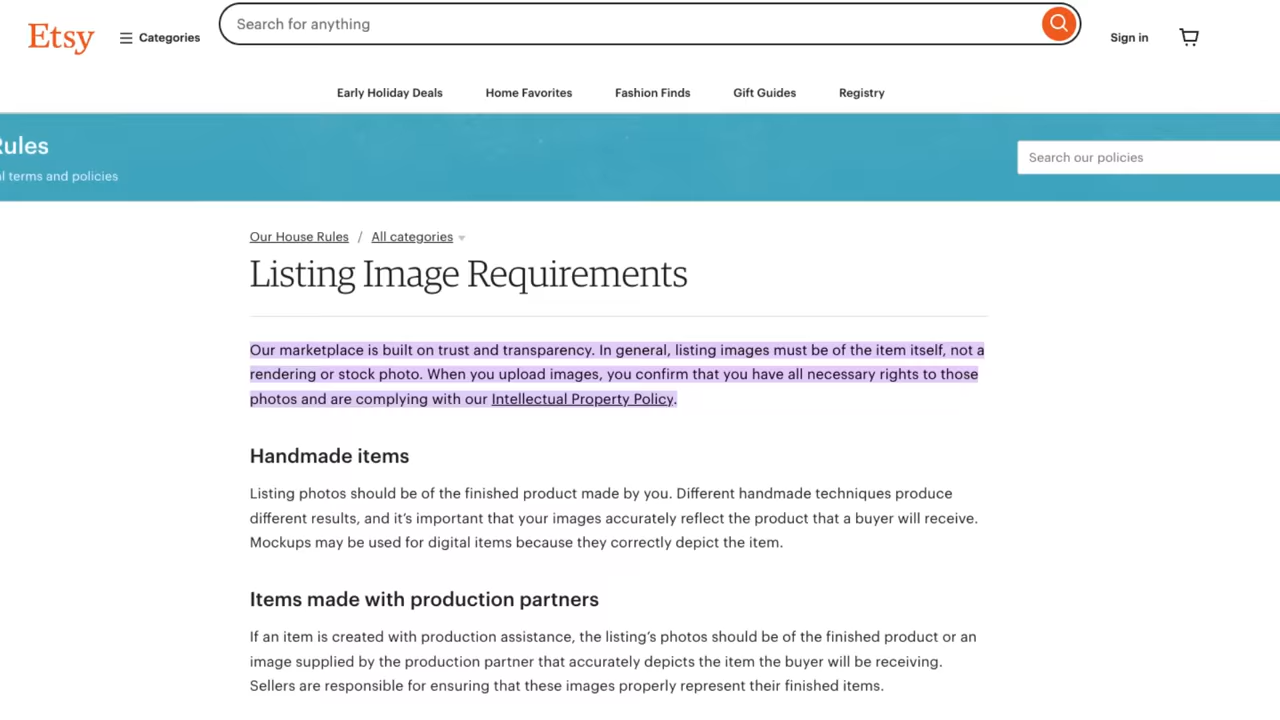 Etsy
Categories
Search for anything
Sign in
Early Holiday Deals
Home Favorites
Fashion Finds
Gift Guides
Registry
Rules
terms and policies
Search our policies
Our House Rules / All categories
Listing Image Requirements
Our marketplace is built on trust and transparency. In general, listing images must be of the item itself, not a
rendering or stock photo. When you upload images, you confirm that you have all necessary rights to those
photos and are complying with our Intellectual Property Policy.
Handmade items
Listing photos should be of the finished product made by you. Different handmade techniques produce
different results, and it’s important that your images accurately reflect the product that a buyer will receive.
Mockups may be used for digital items because they correctly depict the item.
Items made with production partners
If an item is created with production assistance, the listing’s photos should be of the finished product or an
image supplied by the production partner that accurately depicts the item the buyer will be receiving.
Sellers are responsible for ensuring that these images properly represent their finished items.